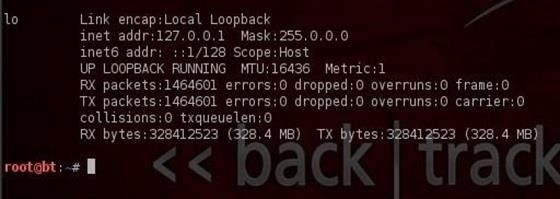 lo        Link encap:Local Loopback
          inet addr:127.0.0.1  Mask:255.0.0.0
          inet6 addr: ::1/128 Scope:Host
          UP LOOPBACK RUNNING  MTU:16436  Metric:1
          RX packets:1464601 errors:0 dropped:0 overruns:0 frame:0
          TX packets:1464601 errors:0 dropped:0 overruns:0 carrier:0
          collisions:0 txqueuelen:0
          RX bytes:328412523 (328.4 MB)  TX bytes:328412523 (328.4 MB)
root@bt:~#
<< back | track